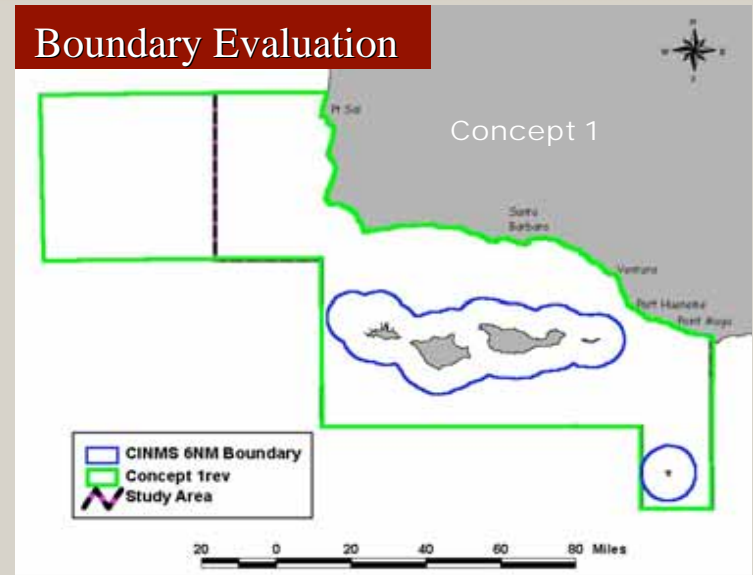 Boundary Evaluation
N
W E
S
Pt Sal
Concept 1
Santa
Barbara
Ventura
Port Hueneme
Point Mugu
CINMS 6NM Boundary
Concept 1rev
Study Area
20 0 20 40 60 80 Miles